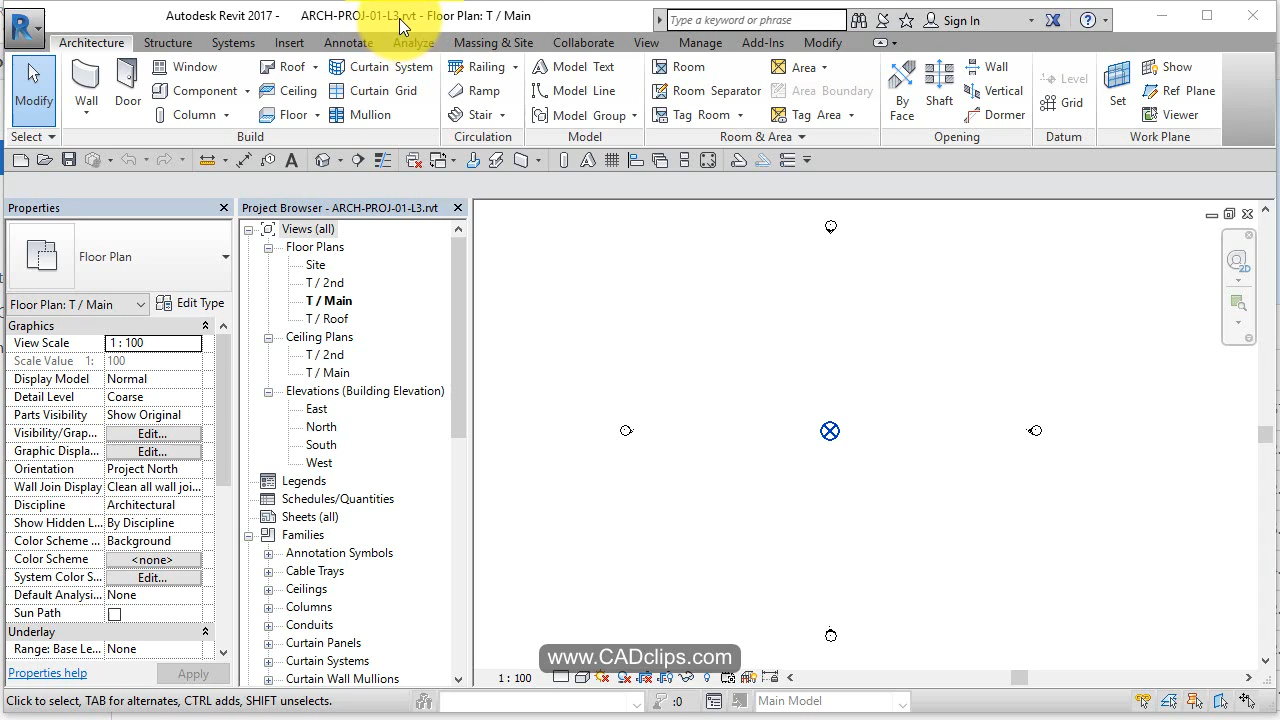 Autodesk Revit 2017 - ARCH-PROJ-01-L3.rvt - Floor Plan: T / Main
Type a keyword or phrase
Sign In
Architecture Structure Systems Insert Annotate Analyze Massing & Site Collaborate View Manage Add-Ins Modify
Modify
Wall
Door
Window
Component
Column
Roof
Ceiling
Floor
Curtain System
Curtain Grid
Mullion
Railing
Ramp
Stair
Model Text
Model Line
Model Group
Room
Room Separator
Tag Room
Area
Area Boundary
Tag Area
By Face
Shaft
Wall
Vertical
Dormer
Level
Grid
Set
Show
Ref Plane
Viewer
Select Build Circulation Model Room & Area Opening Datum Work Plane
Properties
Floor Plan
Floor Plan: T / Main
Edit Type
Graphics
View Scale 1 : 100
Scale Value 1: 100
Display Model Normal
Detail Level Coarse
Parts Visibility Show Original
Visibility/Grap... Edit...
Graphic Displa... Edit...
Orientation Project North
Wall Join Display Clean all wall joi...
Discipline Architectural
Show Hidden L... By Discipline
Color Scheme ... Background
Color Scheme <none>
System Color S... Edit...
Default Analysi... None
Sun Path
Underlay
Range: Base Le... None
Properties help
Apply
Project Browser - ARCH-PROJ-01-L3.rvt
Views (all)
Floor Plans
Site
T / 2nd
T / Main
T / Roof
Ceiling Plans
T / 2nd
T / Main
Elevations (Building Elevation)
East
North
South
West
Legends
Schedules/Quantities
Sheets (all)
Families
Annotation Symbols
Cable Trays
Ceilings
Columns
Conduits
Curtain Panels
Curtain Systems
Curtain Wall Mullions
2D
www.CADclips.com
1 : 100
Click to select, TAB for alternates, CTRL adds, SHIFT unselects.
:0
Main Model